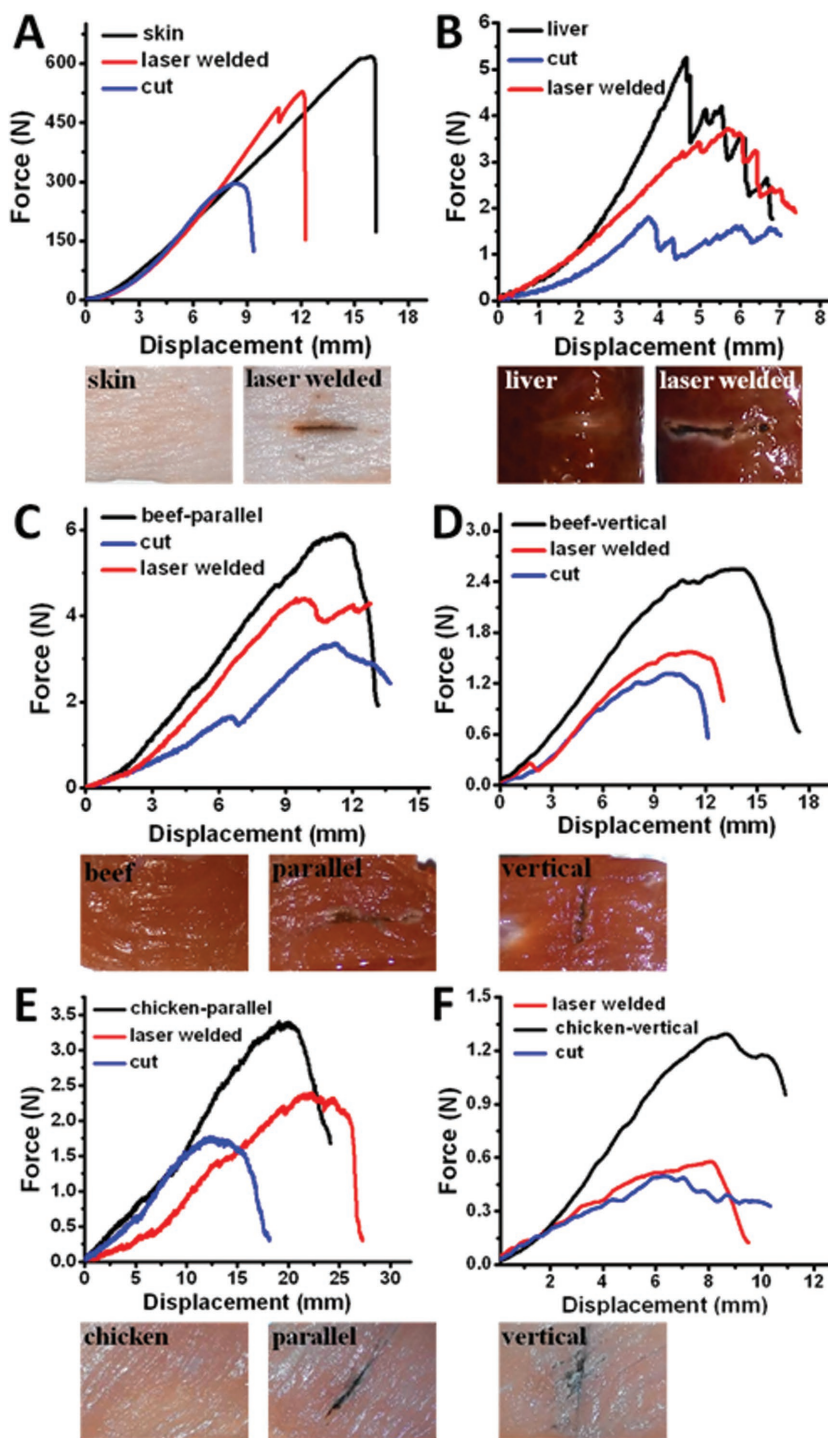 A
skin
laser welded
cut
600
450
300
150
0
Force (N)
0 3 6 9 12 15 18
Displacement (mm)
skin
laser welded
B
liver
cut
laser welded
6
5
4
3
2
1
0
Force (N)
0 1 2 3 4 5 6 7 8
Displacement (mm)
liver
laser welded
C
beef-parallel
cut
laser welded
6
4
2
0
Force (N)
0 3 6 9 12 15
Displacement (mm)
beef
parallel
D
beef-vertical
laser welded
cut
3.0
2.4
1.8
1.2
0.6
0.0
Force (N)
0 3 6 9 12 15 18
Displacement (mm)
vertical
E
chicken-parallel
laser welded
cut
3.5
3.0
2.5
2.0
1.5
1.0
0.5
0.0
Force (N)
0 5 10 15 20 25 30
Displacement (mm)
chicken
parallel
F
laser welded
chicken-vertical
cut
1.5
1.2
0.9
0.6
0.3
0.0
Force (N)
2 4 6 8 10 12
Displacement (mm)
vertical